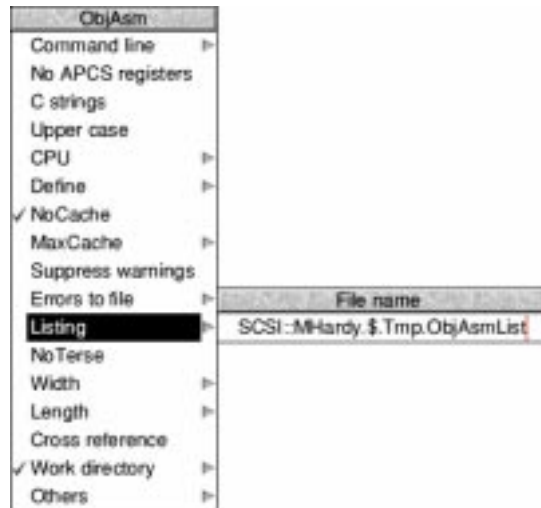 ObjAsm
Command line
No APCS registers
C strings
Upper case
CPU
Define
✓ NoCache
MaxCache
Suppress warnings
Errors to file
File name
Listing
SCSI::MHardy.$.Tmp.ObjAsmList
NoTerse
Width
Length
Cross reference
✓ Work directory
Others